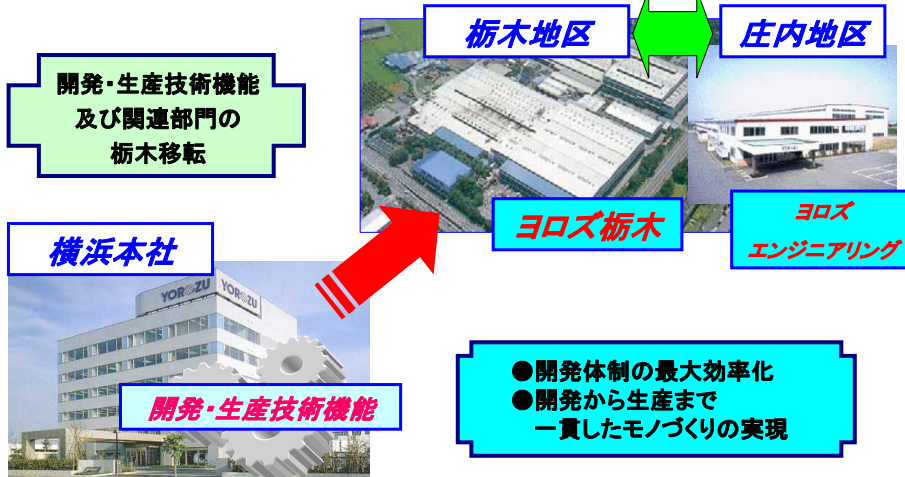 栃木地区
庄内地区
開発・生産技術機能
及び関連部門の
栃木移転
ヨロズ栃木
ヨロズ
エンジニアリング
横浜本社
YOROZU
YOROZU
開発・生産技術機能
●開発体制の最大効率化
●開発から生産まで
一貫したモノづくりの実現